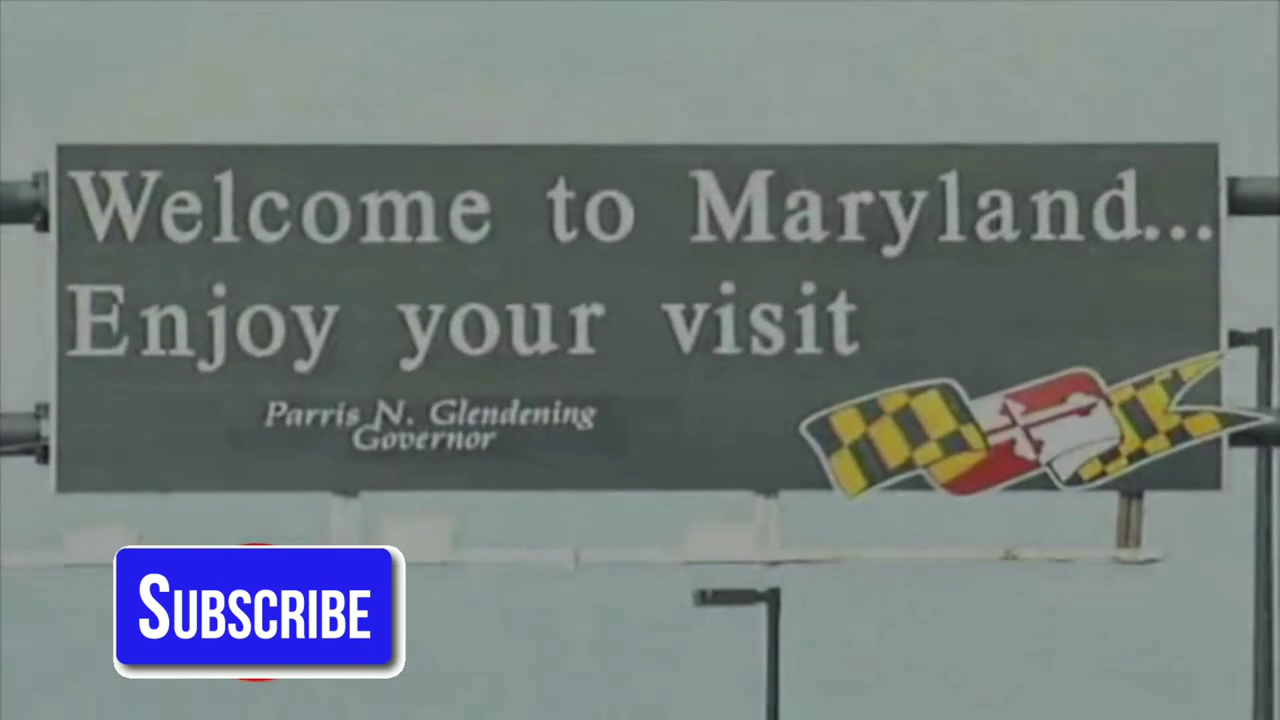 Welcome to Maryland...
Enjoy your visit
Parris N. Glendening
Governor
SUBSCRIBE